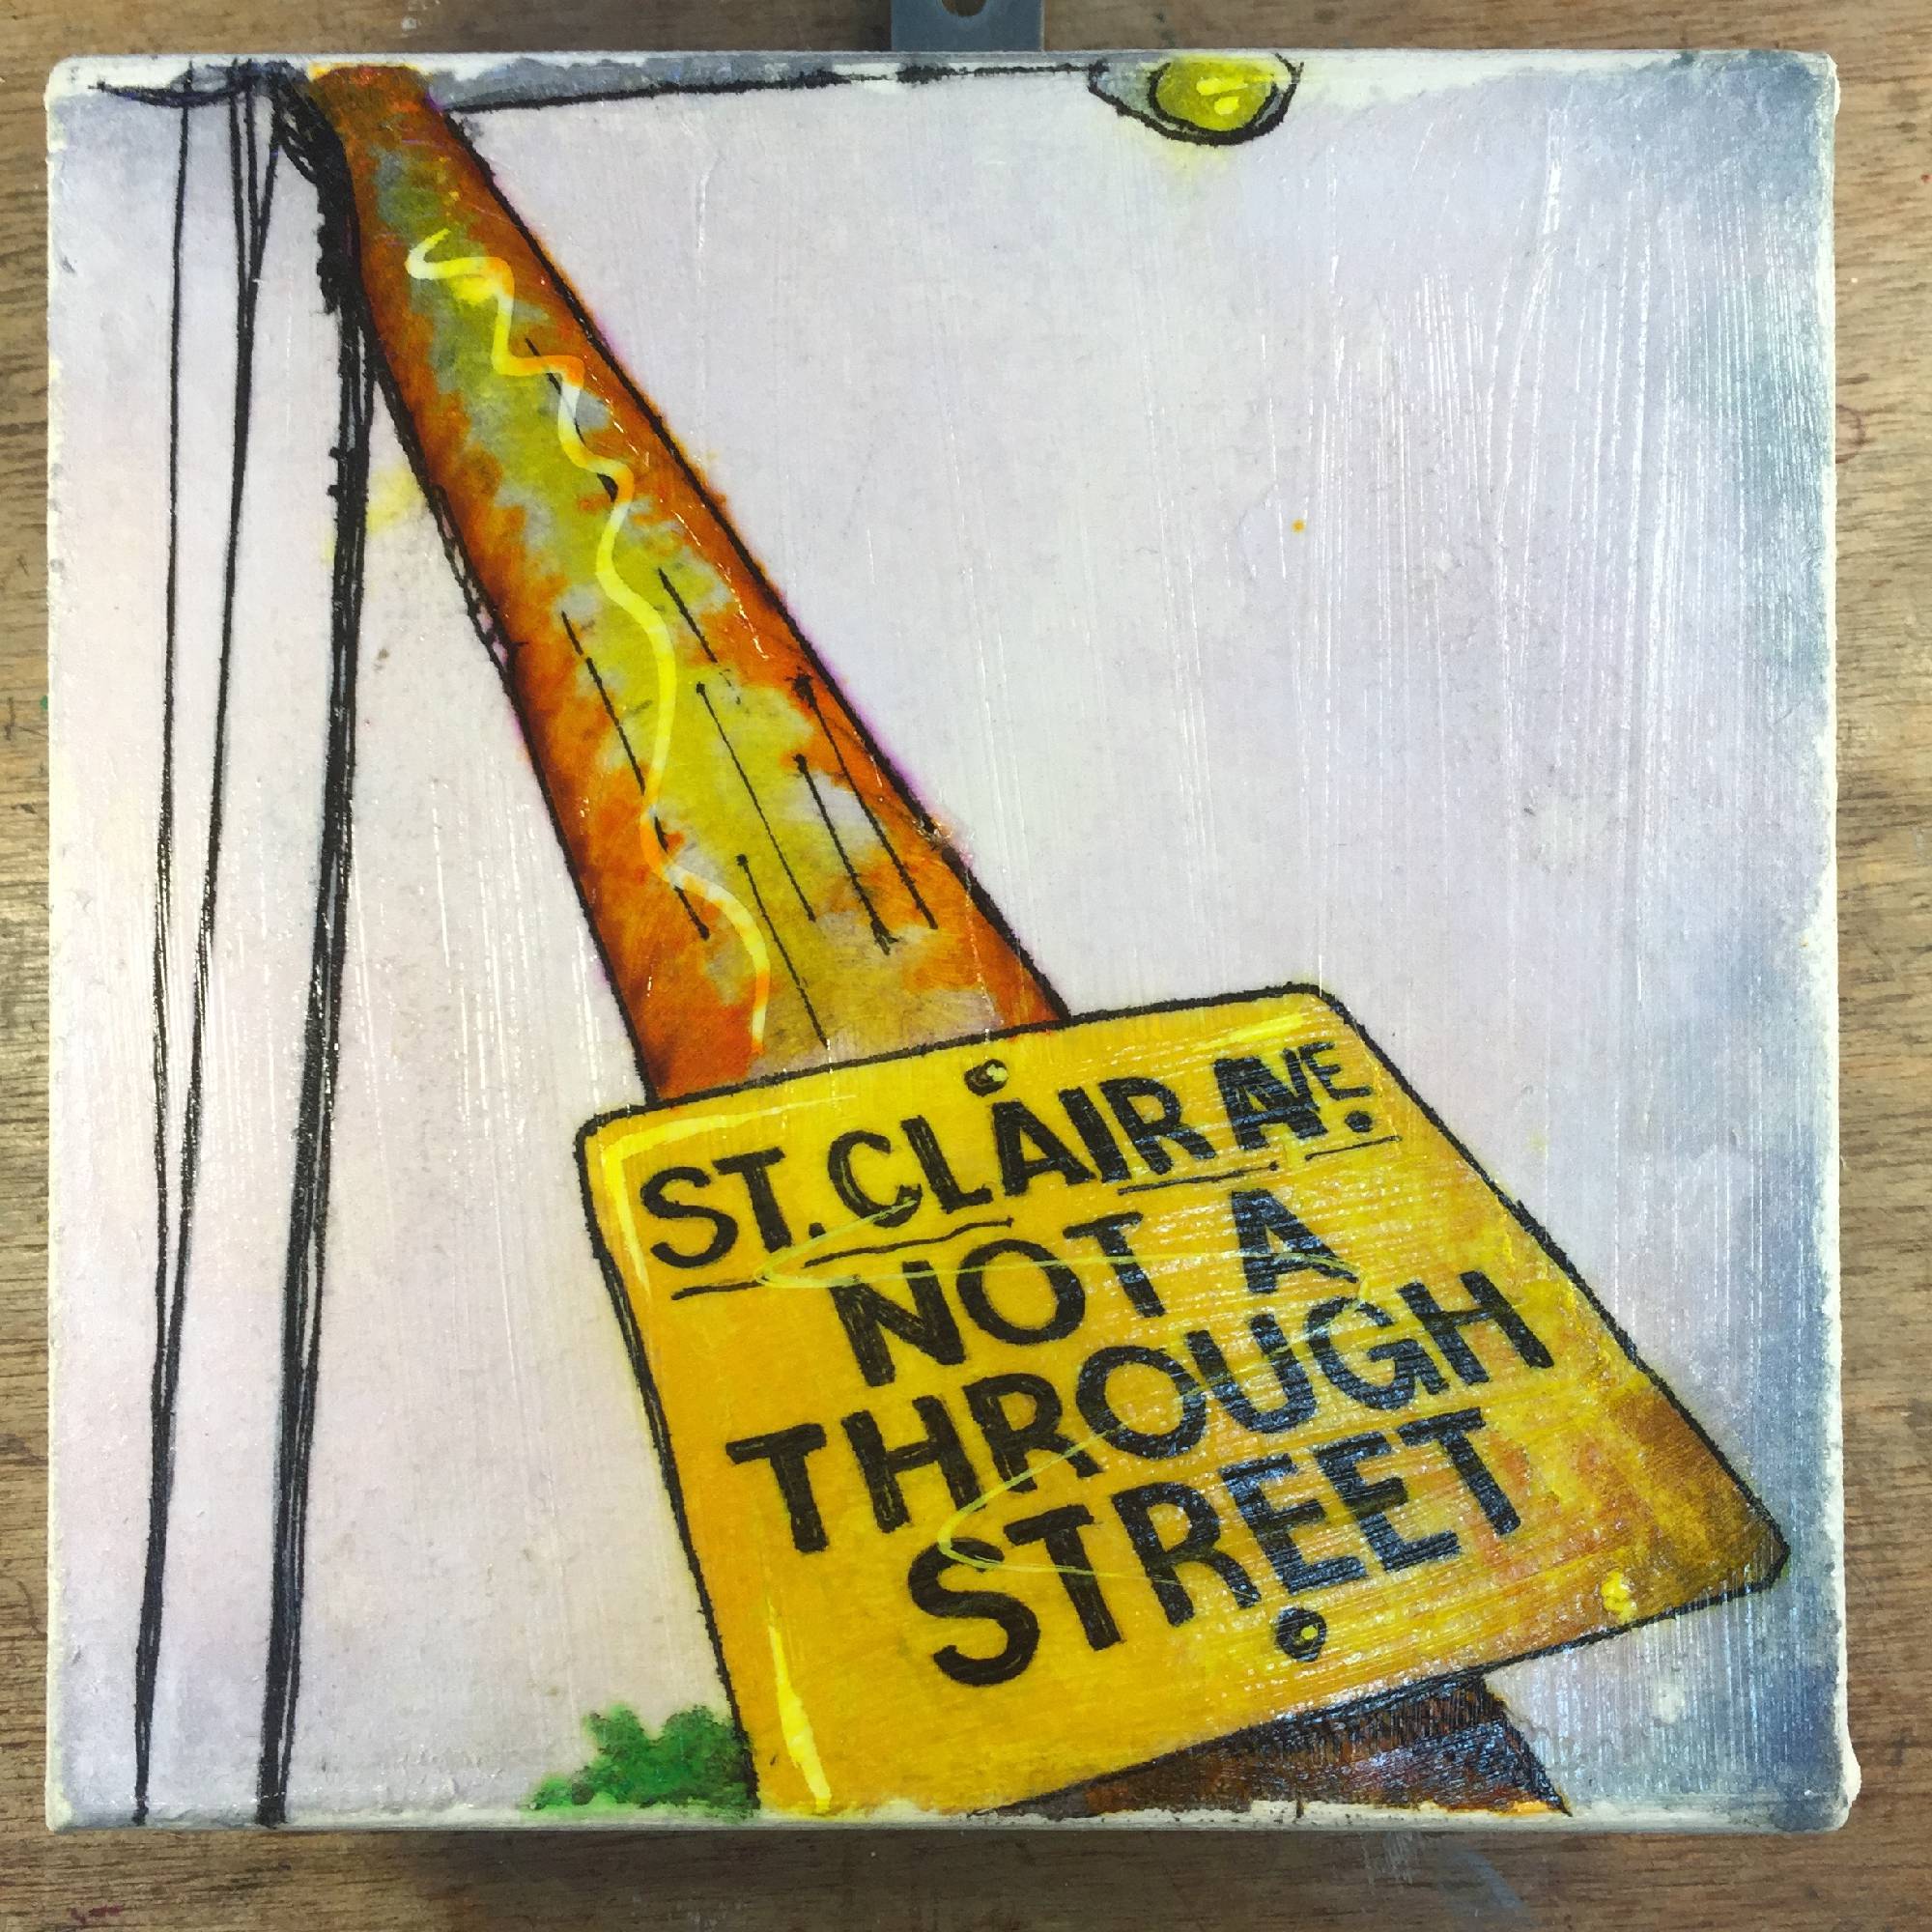 ST. CLAIR AVE.
NOT A
THROUGH
STREET